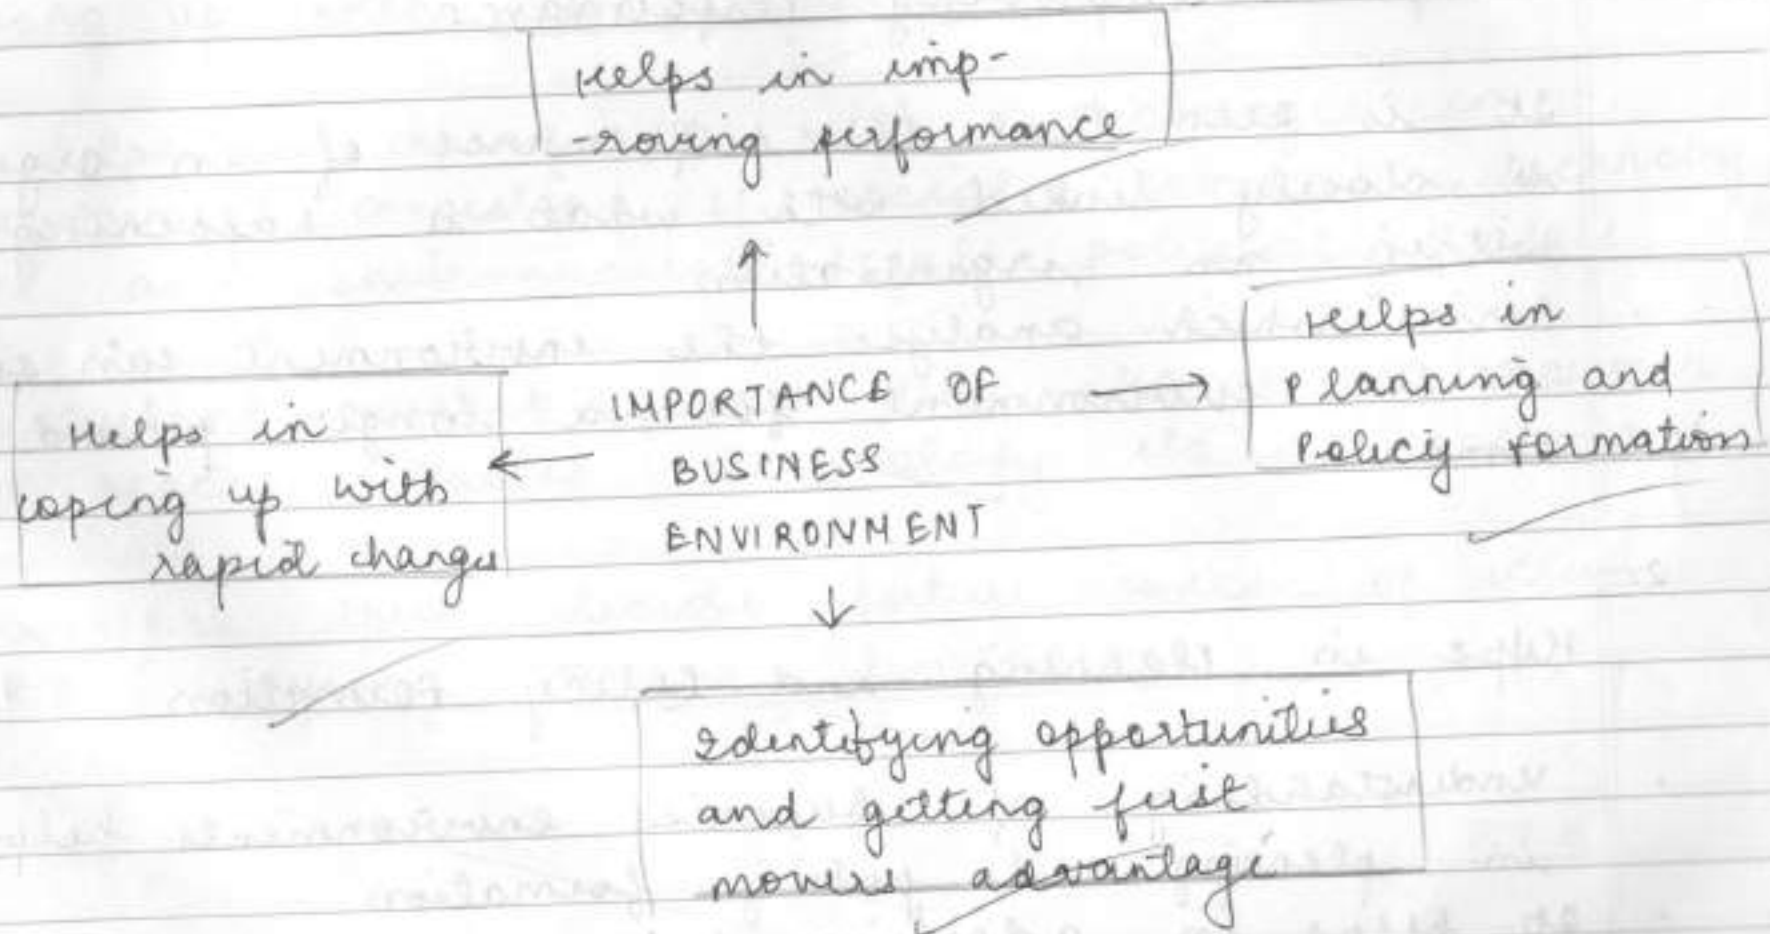 Helps in imp-
-roving performance
IMPORTANCE OF
BUSINESS
ENVIRONMENT
Helps in
Planning and
Policy formation
Helps in
coping up with
rapid changes
Identifying opportunities
and getting first
movers advantage